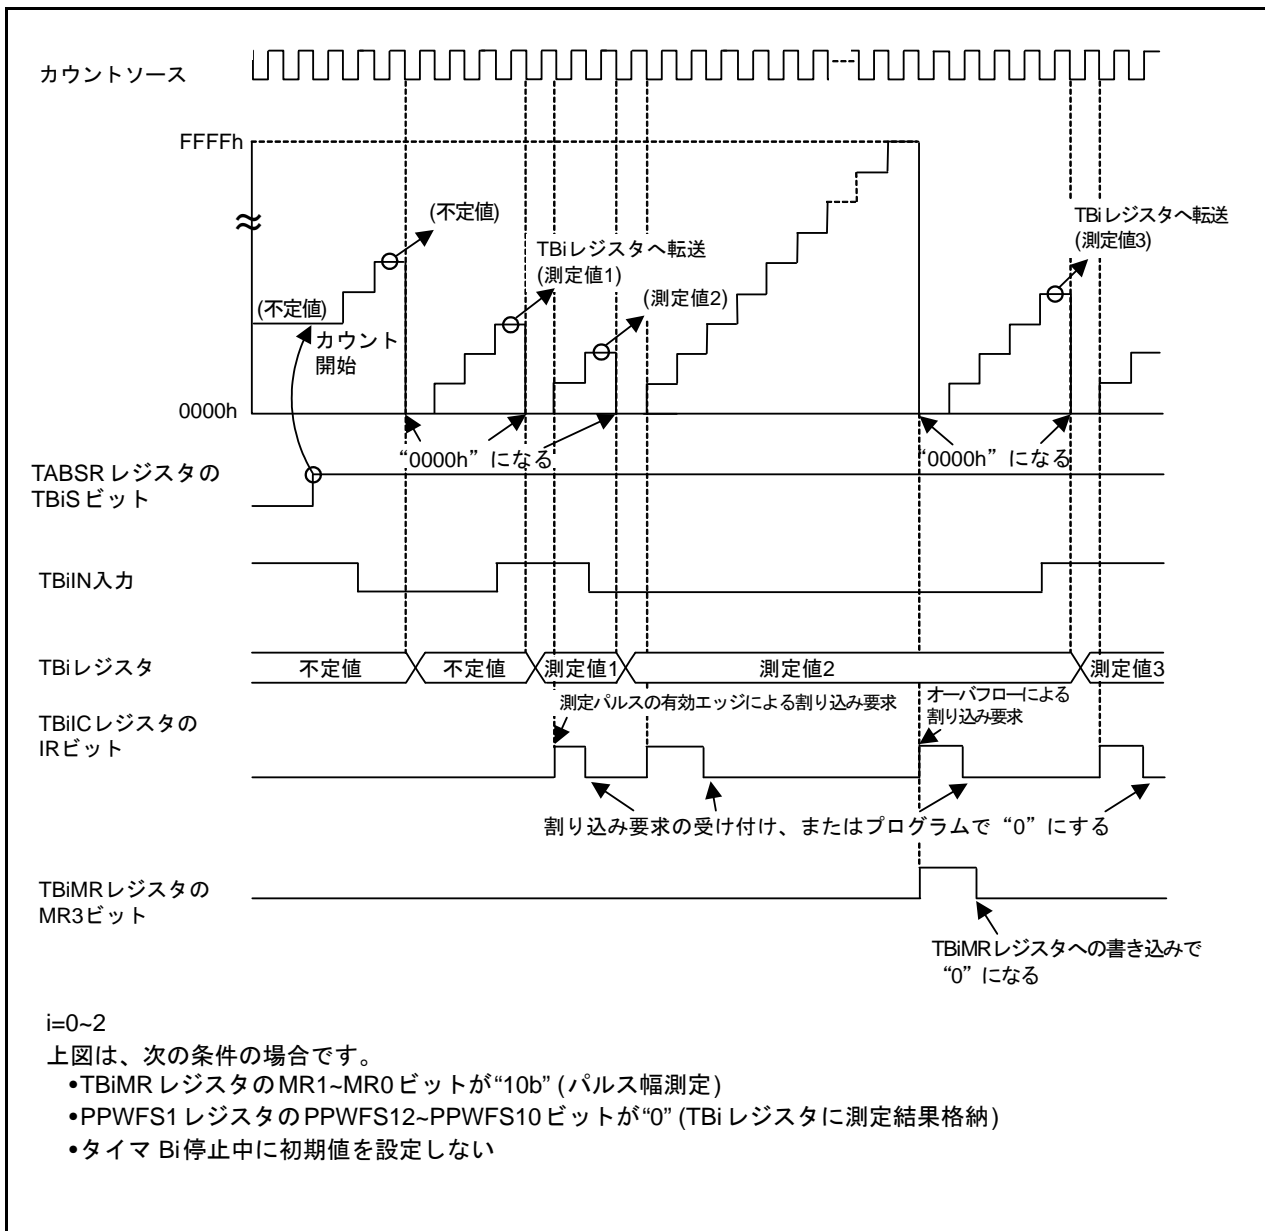 カウントソース
FFFFh
(不定値)
TBiレジスタへ転送
(測定値3)
TBiレジスタへ転送
(測定値1)
(測定値2)
(不定値)
カウント
開始
0000h
“0000h” になる
“0000h” になる
TABSRレジスタの
TBiSビット
TBiIN入力
TBiレジスタ
不定値
不定値
測定値1
測定値2
測定値3
測定パルスの有効エッジによる割り込み要求
オーバフローによる
割り込み要求
TBiICレジスタの
IRビット
割り込み要求の受け付け、またはプログラムで “0” にする
TBiMRレジスタの
MR3ビット
TBiMRレジスタへの書き込みで
“0” になる
i=0~2
上図は、次の条件の場合です。
•TBiMRレジスタのMR1~MR0ビットが“10b” (パルス幅測定)
•PPWFS1レジスタのPPWFS12~PPWFS10ビットが“0” (TBiレジスタに測定結果格納)
•タイマ Bi停止中に初期値を設定しない